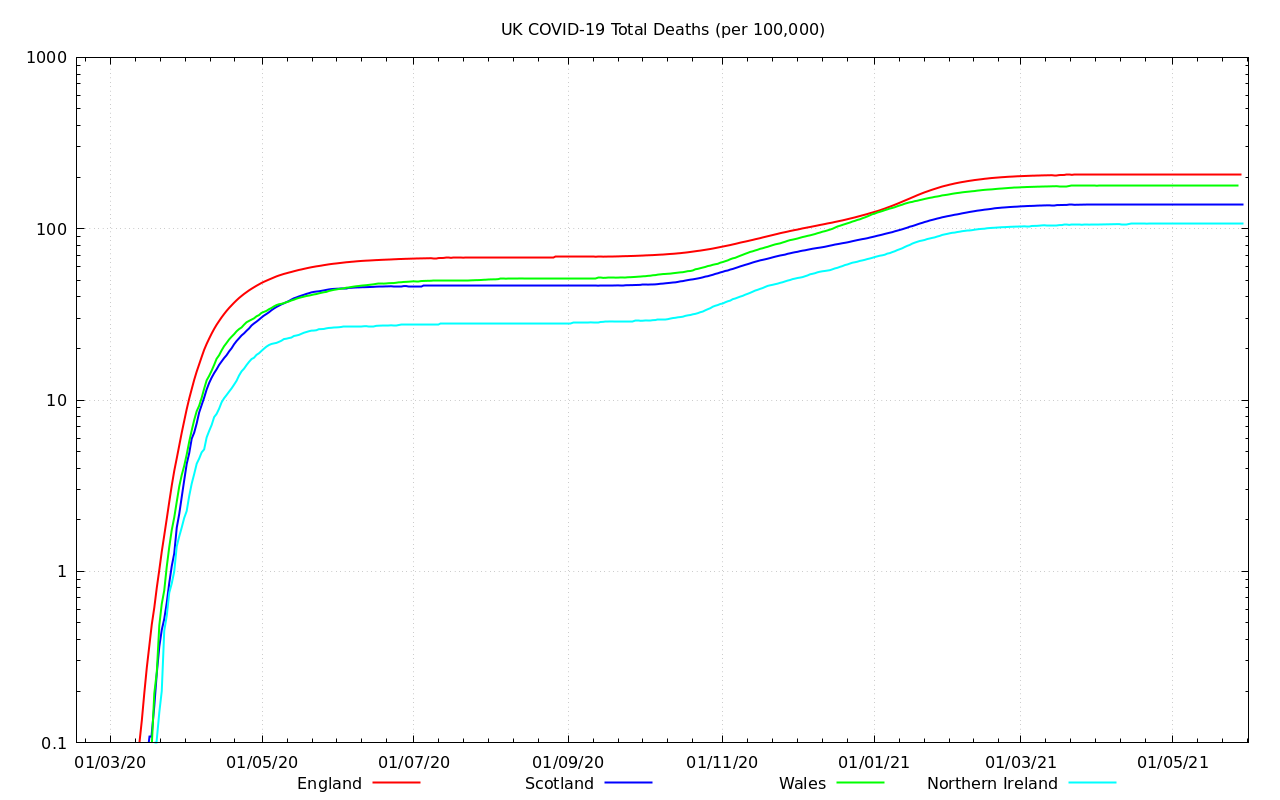 UK COVID-19 Total Deaths (per 100,000)
1000
100
10
1
0.1
01/03/20 01/05/20 01/07/20 01/09/20 01/11/20 01/01/21 01/03/21 01/05/21
England Scotland Wales Northern Ireland